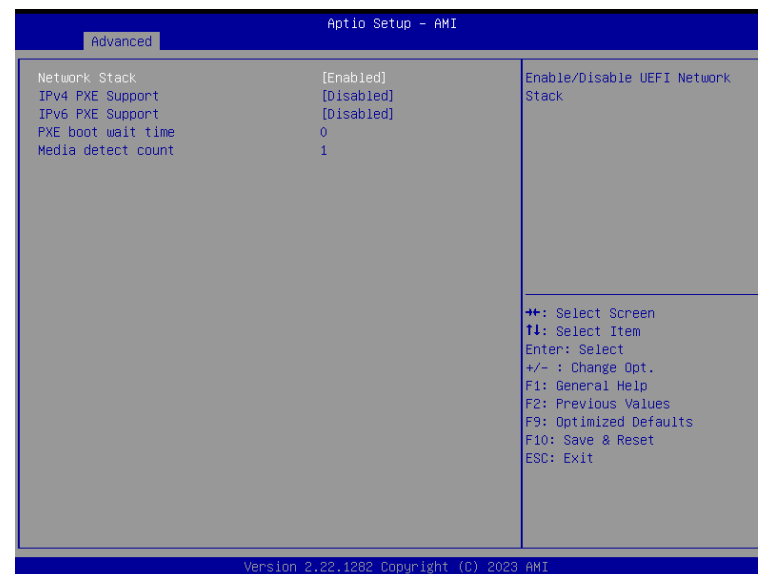 Aptio Setup – AMI
Advanced
Network Stack [Enabled]
IPv4 PXE Support [Disabled]
IPv6 PXE Support [Disabled]
PXE boot wait time 0
Media detect count 1
Enable/Disable UEFI Network
Stack
→←: Select Screen
↑↓: Select Item
Enter: Select
+/– : Change Opt.
F1: General Help
F2: Previous Values
F9: Optimized Defaults
F10: Save & Reset
ESC: Exit
Version 2.22.1282 Copyright (C) 2023 AMI